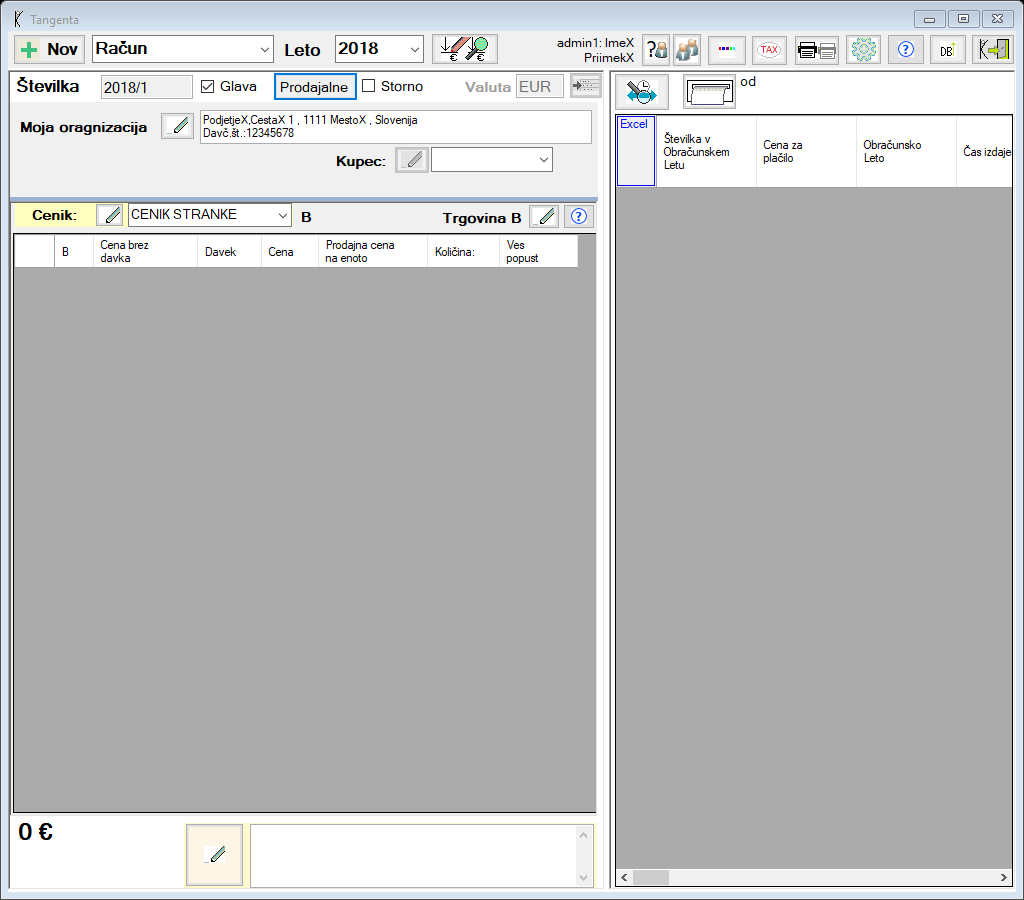 Tangenta
Nov
Račun
Leto
2018
€
€
admin1: ImeX
PriimekX
?
TAX
?
DB
Številka
2018/1
Glava
Prodajalne
Storno
Valuta
EUR
od
Moja oragnizacija
PodjetjeX,CestaX 1 , 1111 MestoX , Slovenija
Davč.št.:12345678
Kupec:
Cenik:
CENIK STRANKE
B
Trgovina B
?
B
Cena brez
davka
Davek
Cena
Prodajna cena
na enoto
Količina:
Ves
popust
Excel
Številka v
Obračunskem
Letu
Cena za
plačilo
Obračunsko
Leto
Čas izdaje
0 €